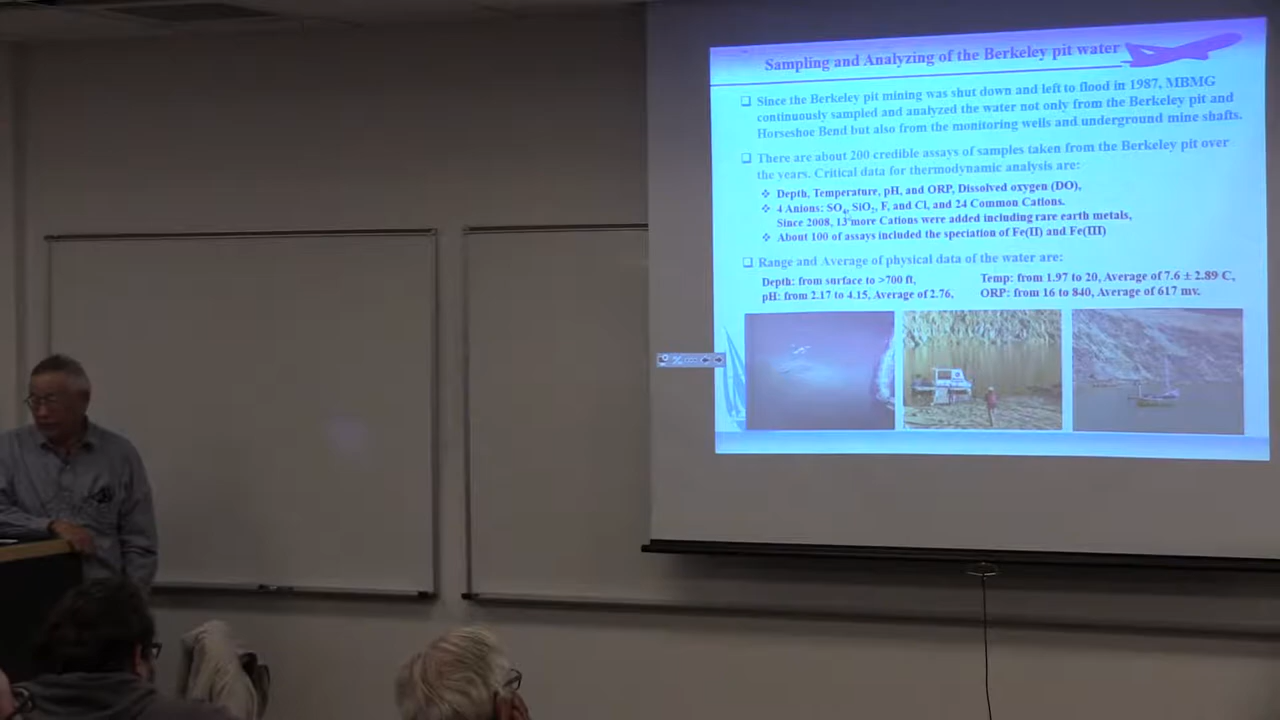 Sampling and Analyzing of the Berkeley pit water
Since the Berkeley pit mining was shut down and left to flood in 1987, MBMG
continuously sampled and analyzed the water not only from the Berkeley pit and
Horseshoe Bend but also from the monitoring wells and underground mine shafts.
There are about 200 credible assays of samples taken from the Berkeley pit over
the years. Critical data for thermodynamic analysis are:
Depth, Temperature, pH, and ORP, Dissolved oxygen (DO),
4 Anions: SO4, SiO2, F, and Cl, and 24 Common Cations.
Since 2008, 13 more Cations were added including rare earth metals,
About 100 of assays included the speciation of Fe(II) and Fe(III)
Range and Average of physical data of the water are:
Depth: from surface to >700 ft,
Temp: from 1.97 to 20, Average of 7.6 ± 2.89 C,
pH: from 2.17 to 4.15, Average of 2.76,
ORP: from 16 to 840, Average of 617 mv.